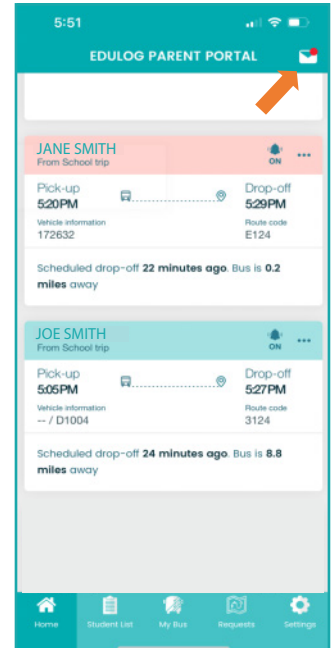 5:51
EDULOG PARENT PORTAL
JANE SMITH
From School trip
ON
Pick-up
Drop-off
5:20PM
5:29PM
Vehicle information
Route code
172632
E124
Scheduled drop-off 22 minutes ago. Bus is 0.2
miles away
JOE SMITH
From School trip
ON
Pick-up
Drop-off
5:05PM
5:27PM
Vehicle information
Route code
-- / D1004
3124
Scheduled drop-off 24 minutes ago. Bus is 8.8
miles away
Home Student List My Bus Requests Settings